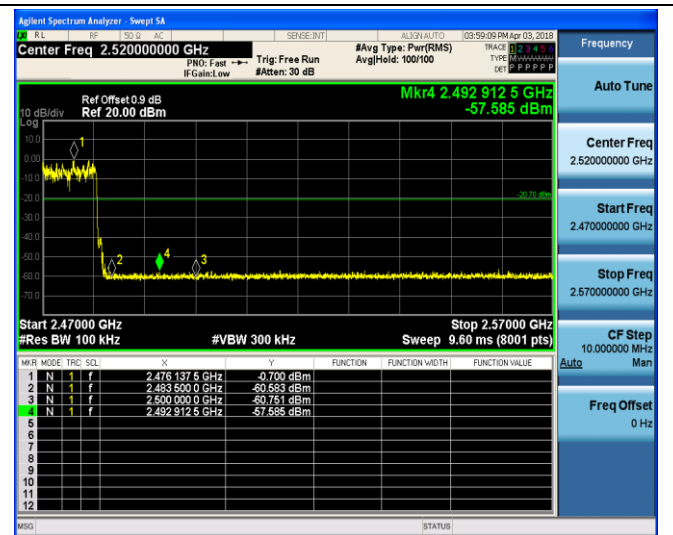 Agilent Spectrum Analyzer - Swept SA
RL RF 50 Ω AC SENSE:INT ALIGN AUTO 03:59:09 PM Apr 03, 2018
Center Freq 2.520000000 GHz
PNO: Fast
IFGain:Low
Trig: Free Run
#Atten: 30 dB
#Avg Type: Pwr(RMS)
Avg|Hold: 100/100
TRACE 1 2 3 4 5 6
TYPE M
DET P P P P P P
Frequency
Mkr4 2.492 912 5 GHz
-57.585 dBm
Ref Offset 0.9 dB
10 dB/div Ref 20.00 dBm
Log
10.0
0.00
-10.0
-20.0
-30.0
-40.0
-50.0
-60.0
-70.0
1
2
4
3
-20.70 dBm
Start 2.47000 GHz Stop 2.57000 GHz
#Res BW 100 kHz #VBW 300 kHz Sweep 9.60 ms (8001 pts)
MKR MODE TRC SCL X Y FUNCTION FUNCTION WIDTH FUNCTION VALUE
1 N 1 f 2.476 137 5 GHz -0.700 dBm
2 N 1 f 2.483 500 0 GHz -60.583 dBm
3 N 1 f 2.500 000 0 GHz -60.751 dBm
4 N 1 f 2.492 912 5 GHz -57.585 dBm
5
6
7
8
9
10
11
12
MSG STATUS
Auto Tune
Center Freq
2.520000000 GHz
Start Freq
2.470000000 GHz
Stop Freq
2.570000000 GHz
CF Step
10.000000 MHz
Auto Man
Freq Offset
0 Hz